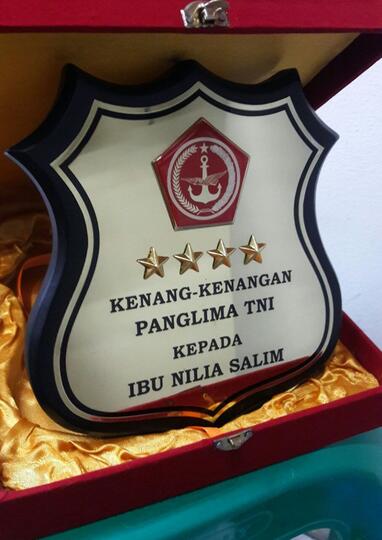 KENANG-KENANGAN
PANGLIMA TNI
KEPADA
IBU NILIA SALIM